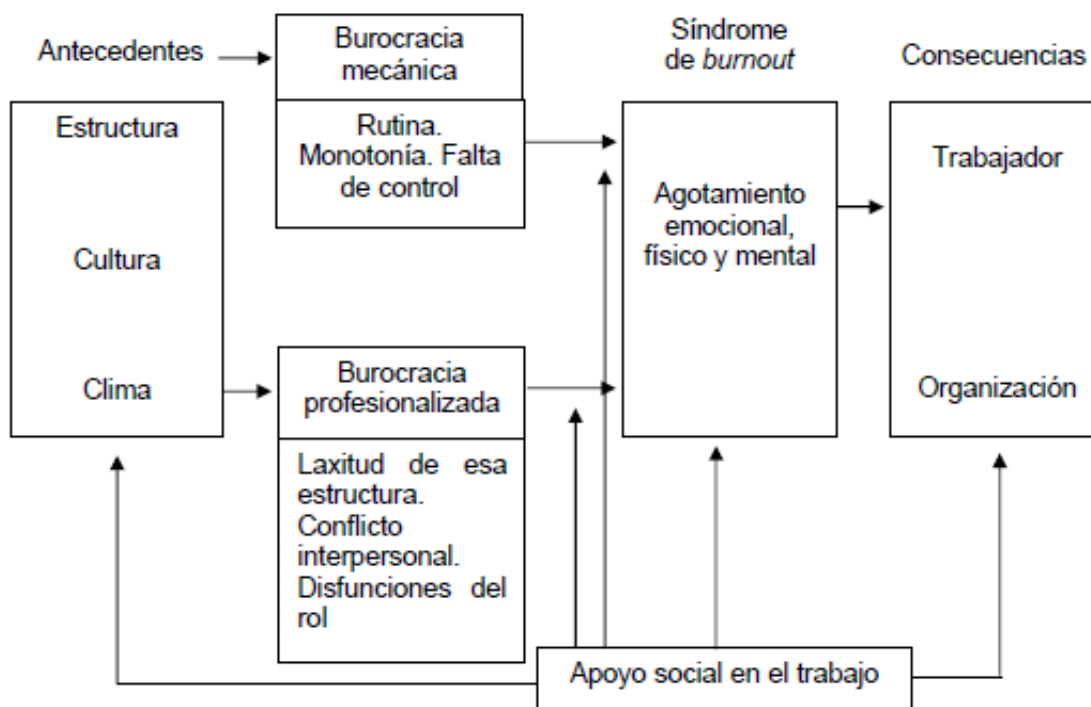 Antecedentes
Burocracia
mecánica
Síndrome
de burnout
Consecuencias
Estructura
Cultura
Clima
Rutina.
Monotonía. Falta
de control
Agotamiento
emocional,
físico y mental
Trabajador
Organización
Burocracia
profesionalizada
Laxitud de esa
estructura.
Conflicto
interpersonal.
Disfunciones del
rol
Apoyo social en el trabajo